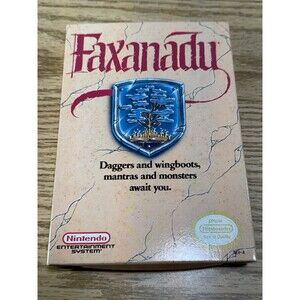 Faxanadu
Daggers and wingboots,
mantras and monsters
await you.
Nintendo
ENTERTAINMENT
SYSTEM